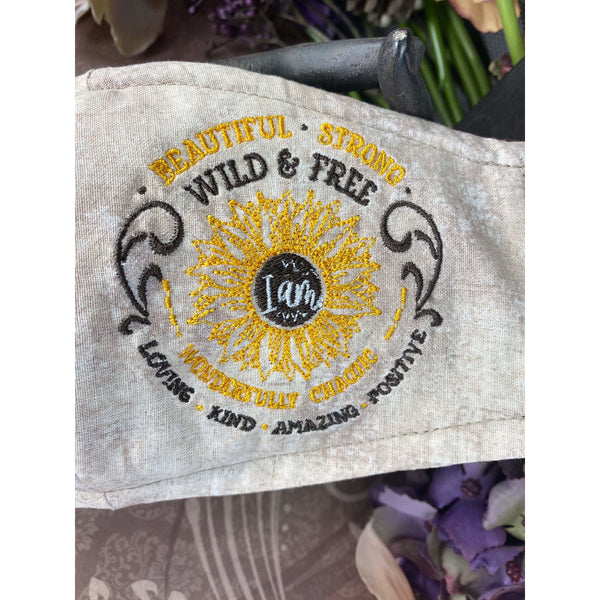 • BEAUTIFUL • STRONG •
WILD & FREE
I am
WONDERFULLY CHAOTIC
LOVING • KIND • AMAZING • POSITIVE